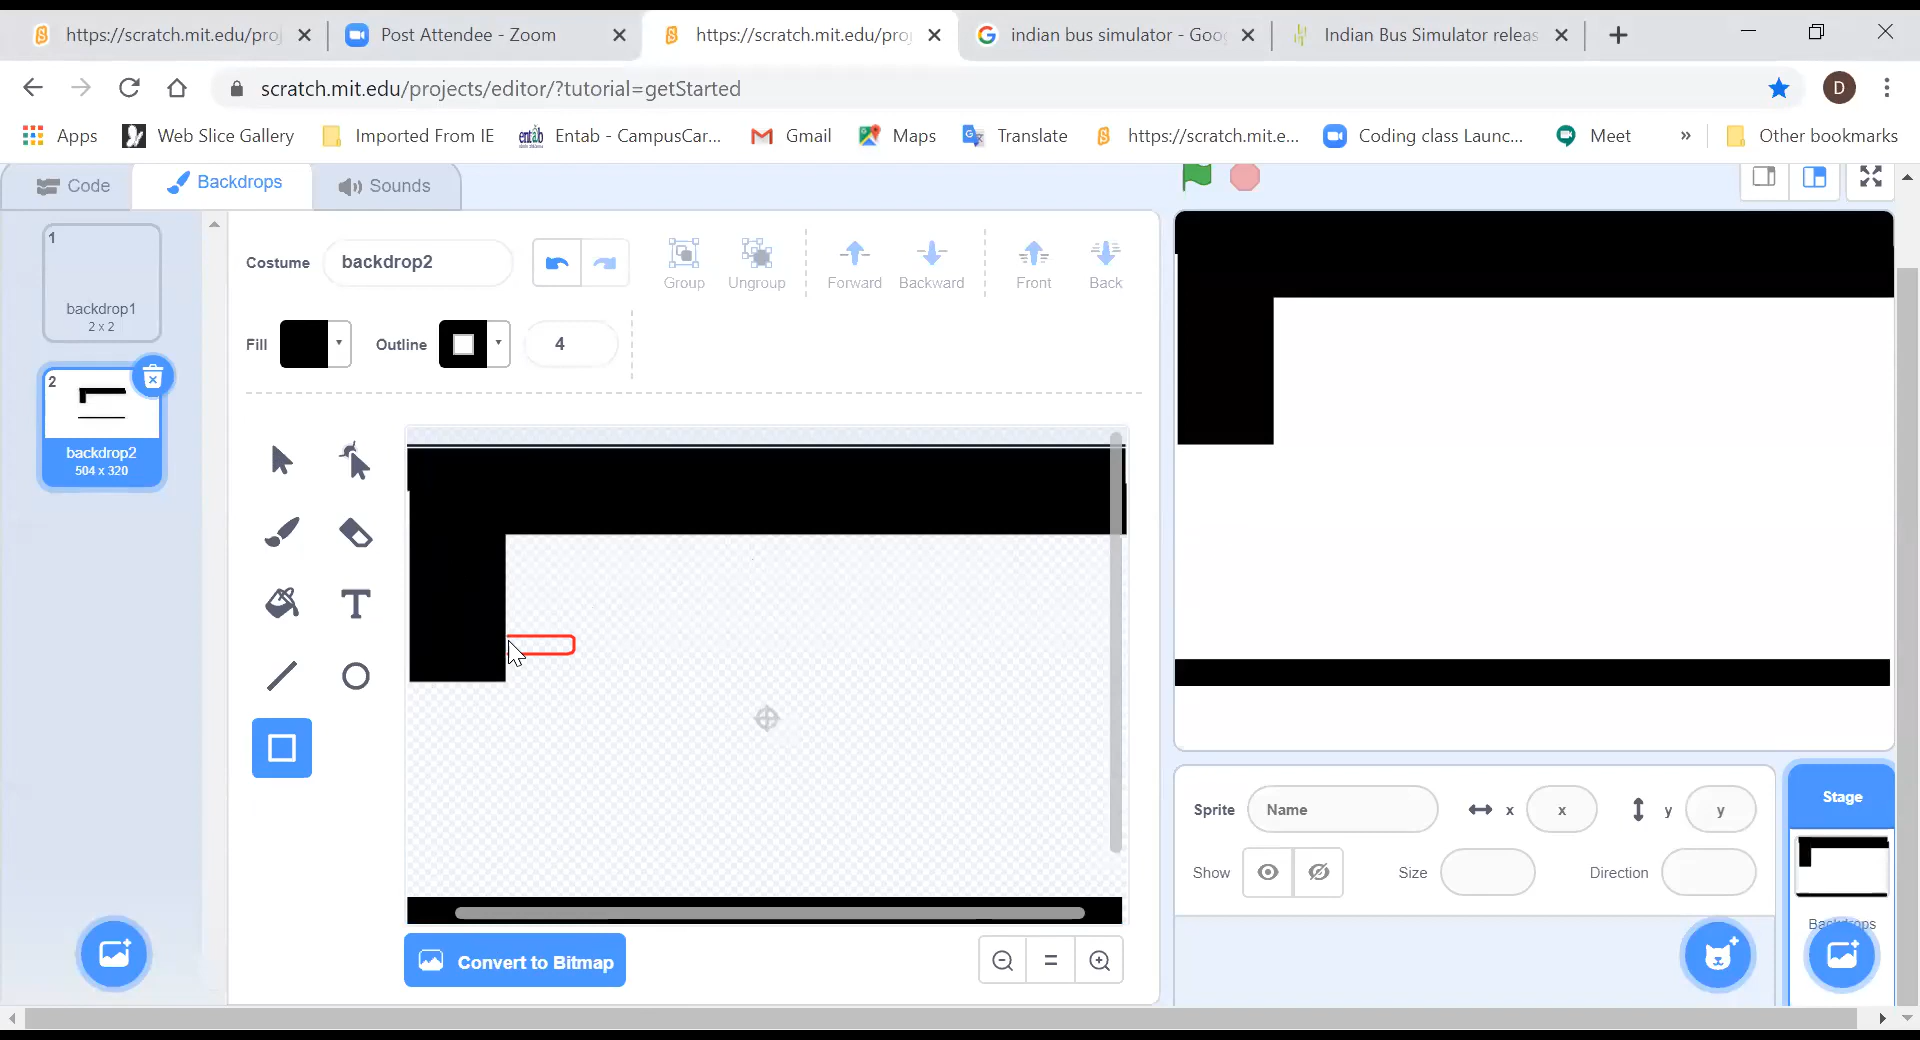 https://scratch.mit.edu/proj
Post Attendee - Zoom
https://scratch.mit.edu/proj
indian bus simulator - Goo
Indian Bus Simulator releas
scratch.mit.edu/projects/editor/?tutorial=getStarted
D
Apps
Web Slice Gallery
Imported From IE
entab
Entab - CampusCar...
Gmail
Maps
Translate
https://scratch.mit.e...
Coding class Launc...
Meet
»
Other bookmarks
Code
Backdrops
Sounds
1
backdrop1
2 x 2
2
backdrop2
504 x 320
Costume
backdrop2
Group
Ungroup
Forward
Backward
Front
Back
Fill
Outline
4
T
Convert to Bitmap
=
Sprite
Name
x
x
y
y
Show
Size
Direction
Stage
Backdrops